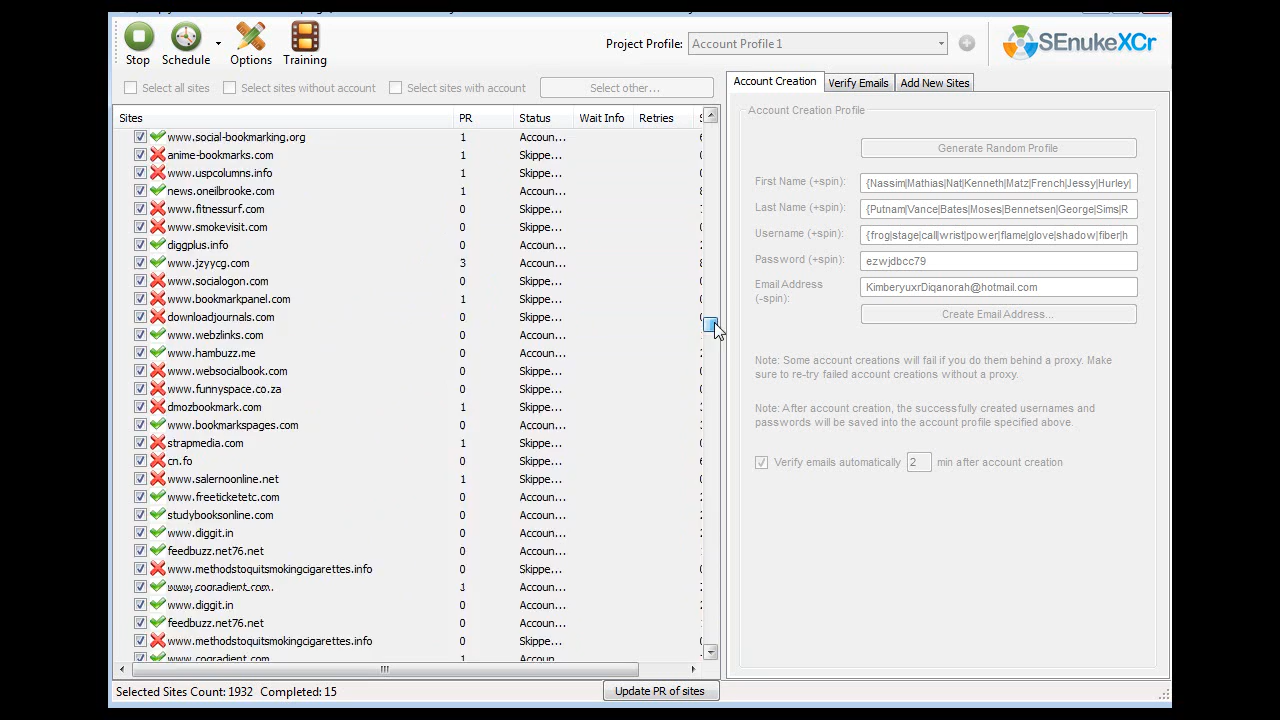 Stop Schedule Options Training
Project Profile: Account Profile 1
SEnukeXCr
Select all sites Select sites without account Select sites with account Select other...
Sites PR Status Wait Info Retries
www.social-bookmarking.org 1 Accoun...
anime-bookmarks.com 1 Skippe...
www.uspcolumns.info 1 Skippe...
news.oneilbrooke.com 1 Accoun...
www.fitnessurf.com 0 Skippe...
www.smokevisit.com 0 Skippe...
diggplus.info 0 Accoun...
www.jzyycg.com 3 Accoun...
www.socialogon.com 0 Skippe...
www.bookmarkpanel.com 1 Skippe...
downloadjournals.com 0 Skippe...
www.webzlinks.com 0 Accoun...
www.hambuzz.me 0 Accoun...
www.websocialbook.com 0 Skippe...
www.funnyspace.co.za 0 Skippe...
dmozbookmark.com 1 Skippe...
www.bookmarkspages.com 0 Accoun...
strapmedia.com 1 Skippe...
cn.fo 0 Skippe...
www.salernoonline.net 1 Skippe...
www.freeticketetc.com 0 Accoun...
studybooksonline.com 0 Accoun...
www.diggit.in 0 Accoun...
feedbuzz.net76.net 0 Accoun...
www.methodstoquitsmokingcigarettes.info 0 Skippe...
www.cogradient.com. 1 Accoun...
www.diggit.in 0 Accoun...
feedbuzz.net76.net 0 Accoun...
www.methodstoquitsmokingcigarettes.info 0 Skippe...
www.cogradient.com 1 Accoun
Selected Sites Count: 1932 Completed: 15
Update PR of sites
Account Creation Verify Emails Add New Sites
Account Creation Profile
Generate Random Profile
First Name (+spin): {Nassim|Mathias|Nat|Kenneth|Matz|French|Jessy|Hurley|
Last Name (+spin): {Putnam|Vance|Bates|Moses|Bennetsen|George|Sims|R
Username (+spin): {frog|stage|call|wrist|power|flame|glove|shadow|fiber|h
Password (+spin): ezwjdbcc79
Email Address
(-spin): KimberyuxrDiqanorah@hotmail.com
Create Email Address...
Note: Some account creations will fail if you do them behind a proxy. Make
sure to re-try failed account creations without a proxy.
Note: After account creation, the successfully created usernames and
passwords will be saved into the account profile specified above.
Verify emails automatically 2 min after account creation